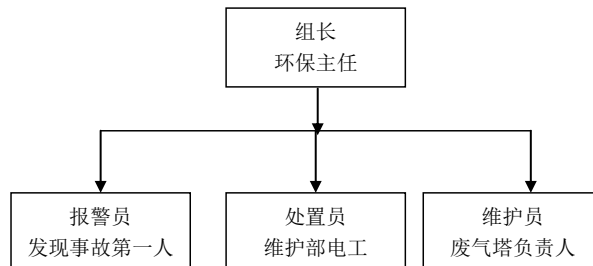 组长
环保主任
报警员
发现事故第一人
处置员
维护部电工
维护员
废气塔负责人